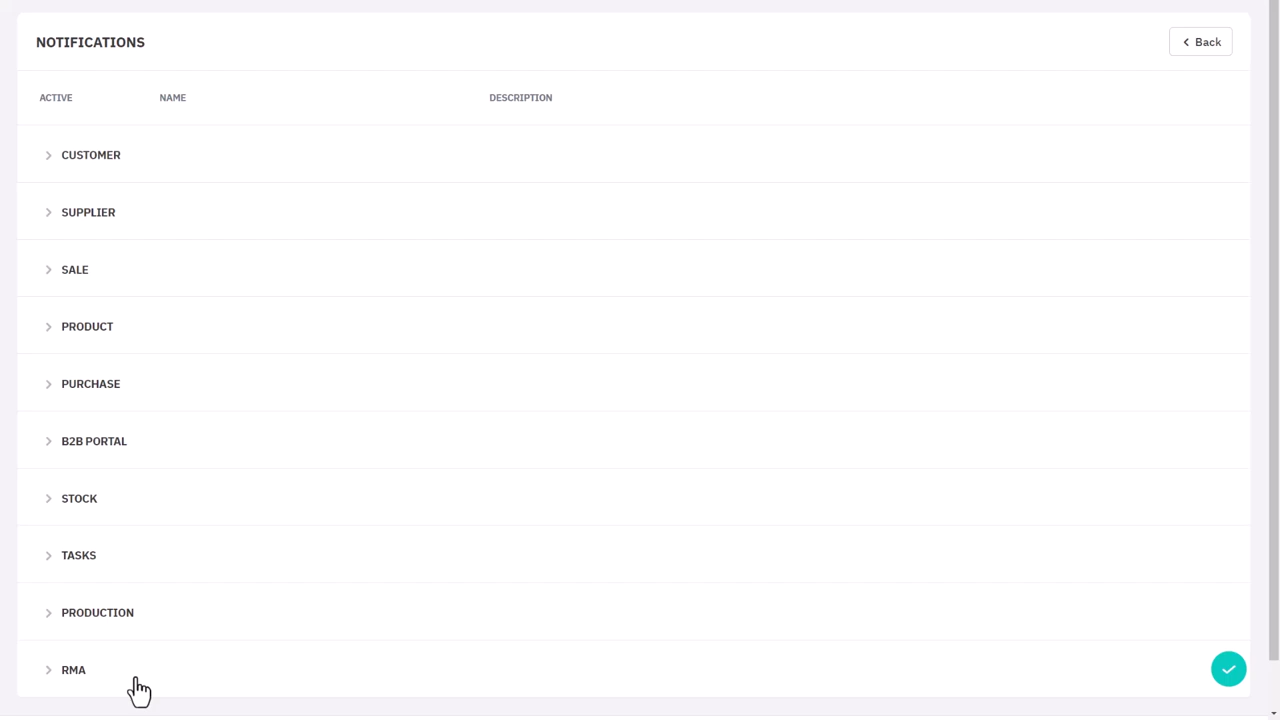 NOTIFICATIONS
Back
ACTIVE NAME DESCRIPTION
CUSTOMER
SUPPLIER
SALE
PRODUCT
PURCHASE
B2B PORTAL
STOCK
TASKS
PRODUCTION
RMA